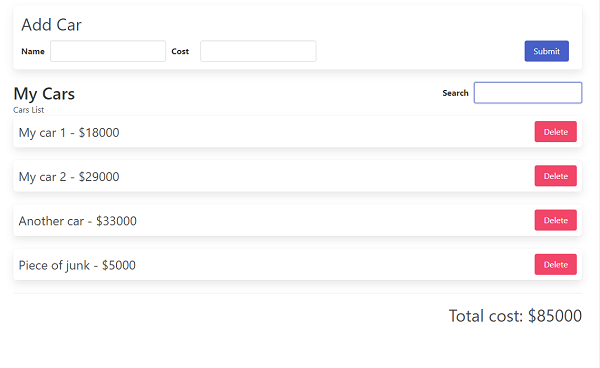 Add Car
Name Cost Submit
My Cars Search
Cars List
My car 1 - $18000 Delete
My car 2 - $29000 Delete
Another car - $33000 Delete
Piece of junk - $5000 Delete
Total cost: $85000